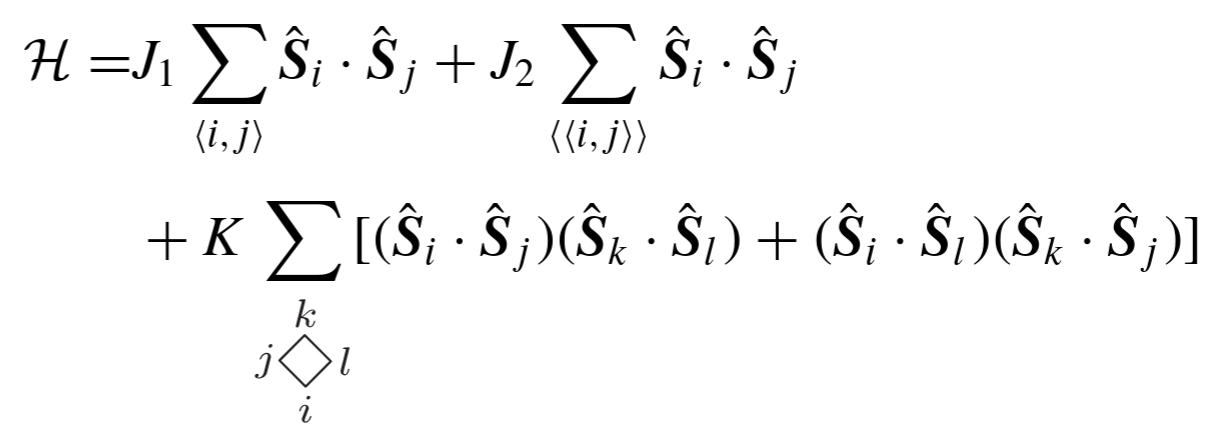 ℋ = J₁ ∑ Ŝᵢ · Ŝⱼ + J₂ ∑ Ŝᵢ · Ŝⱼ
⟨i,j⟩ ⟨⟨i,j⟩⟩
+ K ∑ [(Ŝᵢ · Ŝⱼ)(Ŝₖ · Ŝₗ) + (Ŝᵢ · Ŝₗ)(Ŝₖ · Ŝⱼ)]
k
j ◇ l
i